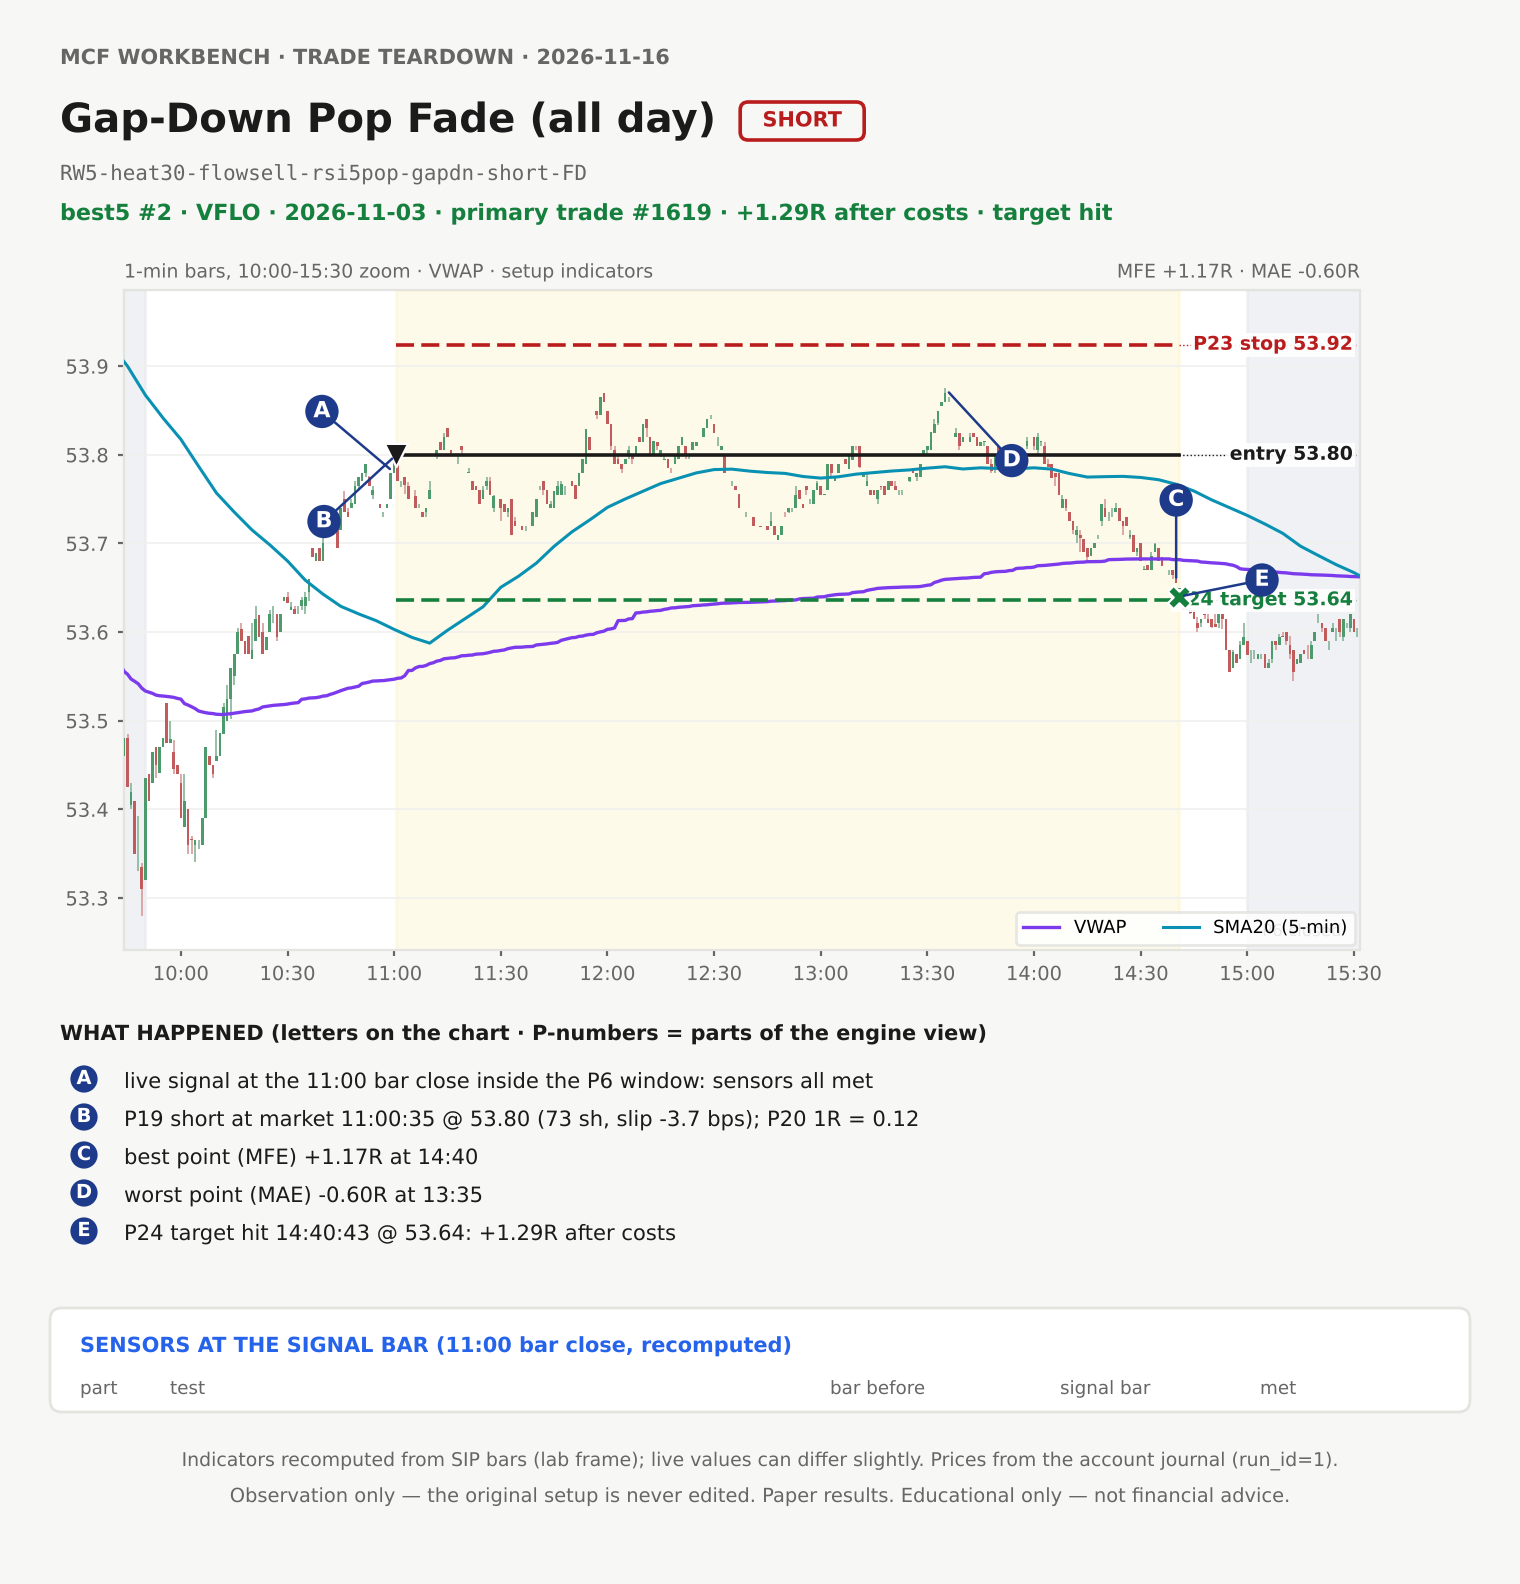 MCF WORKBENCH · TRADE TEARDOWN · 2026-11-16
Gap-Down Pop Fade (all day) SHORT
RW5-heat30-flowsell-rsi5pop-gapdn-short-FD
best5 #2 · VFLO · 2026-11-03 · primary trade #1619 · +1.29R after costs · target hit
1-min bars, 10:00-15:30 zoom · VWAP · setup indicators MFE +1.17R · MAE -0.60R
P23 stop 53.92
53.9
A
53.8
entry 53.80
D
C
B
53.7
E
24 target 53.64
53.6
53.5
53.4
53.3
VWAP SMA20 (5-min)
10:00 10:30 11:00 11:30 12:00 12:30 13:00 13:30 14:00 14:30 15:00 15:30
WHAT HAPPENED (letters on the chart · P-numbers = parts of the engine view)
A live signal at the 11:00 bar close inside the P6 window: sensors all met
B P19 short at market 11:00:35 @ 53.80 (73 sh, slip -3.7 bps); P20 1R = 0.12
C best point (MFE) +1.17R at 14:40
D worst point (MAE) -0.60R at 13:35
E P24 target hit 14:40:43 @ 53.64: +1.29R after costs
SENSORS AT THE SIGNAL BAR (11:00 bar close, recomputed)
part test bar before signal bar met
Indicators recomputed from SIP bars (lab frame); live values can differ slightly. Prices from the account journal (run_id=1).
Observation only — the original setup is never edited. Paper results. Educational only — not financial advice.